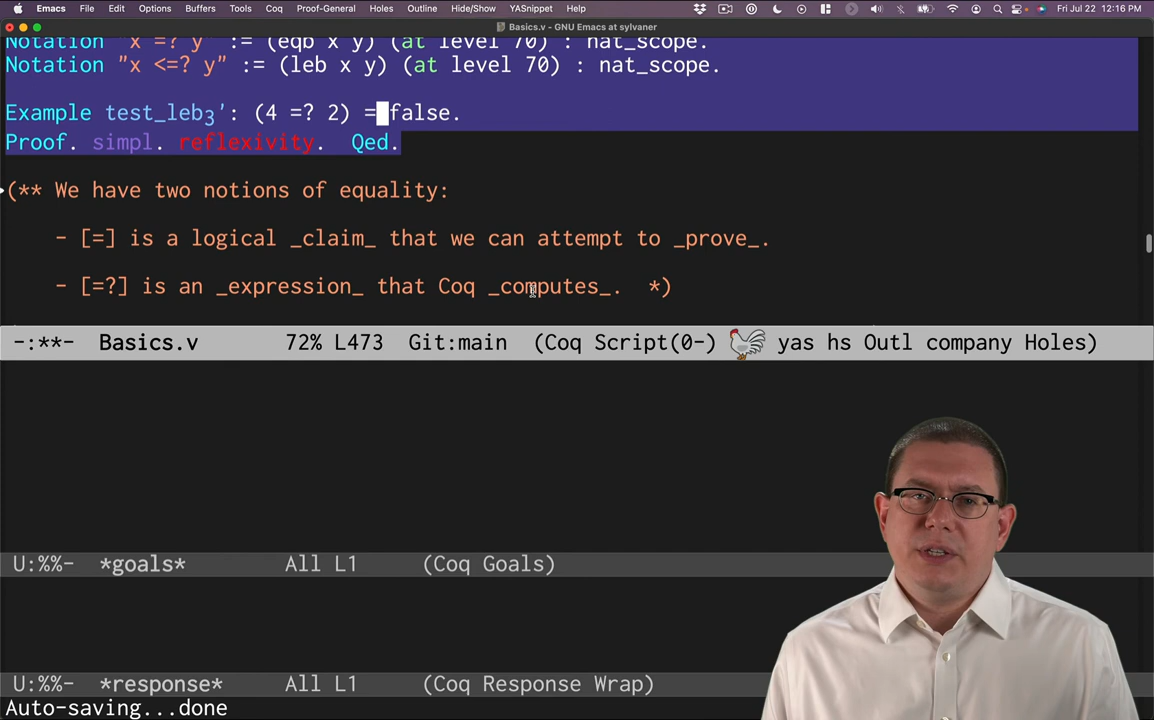 Emacs File Edit Options Buffers Tools Coq Proof-General Holes Outline Hide/Show YASnippet Help Fri Jul 22 12:16 PM
Basics.v - GNU Emacs at sylvaner
Notation "x =? y" := (eqb x y) (at level 70) : nat_scope.
Notation "x <=? y" := (leb x y) (at level 70) : nat_scope.
Example test_leb3': (4 =? 2) = false.
Proof. simpl. reflexivity. Qed.
(** We have two notions of equality:
- [=] is a logical _claim_ that we can attempt to _prove_.
- [=?] is an _expression_ that Coq _computes_. *)
-:**- Basics.v 72% L473 Git:main (Coq Script(0-) yas hs Outl company Holes)
U:%%- *goals* All L1 (Coq Goals)
U:%%- *response* All L1 (Coq Response Wrap)
Auto-saving...done